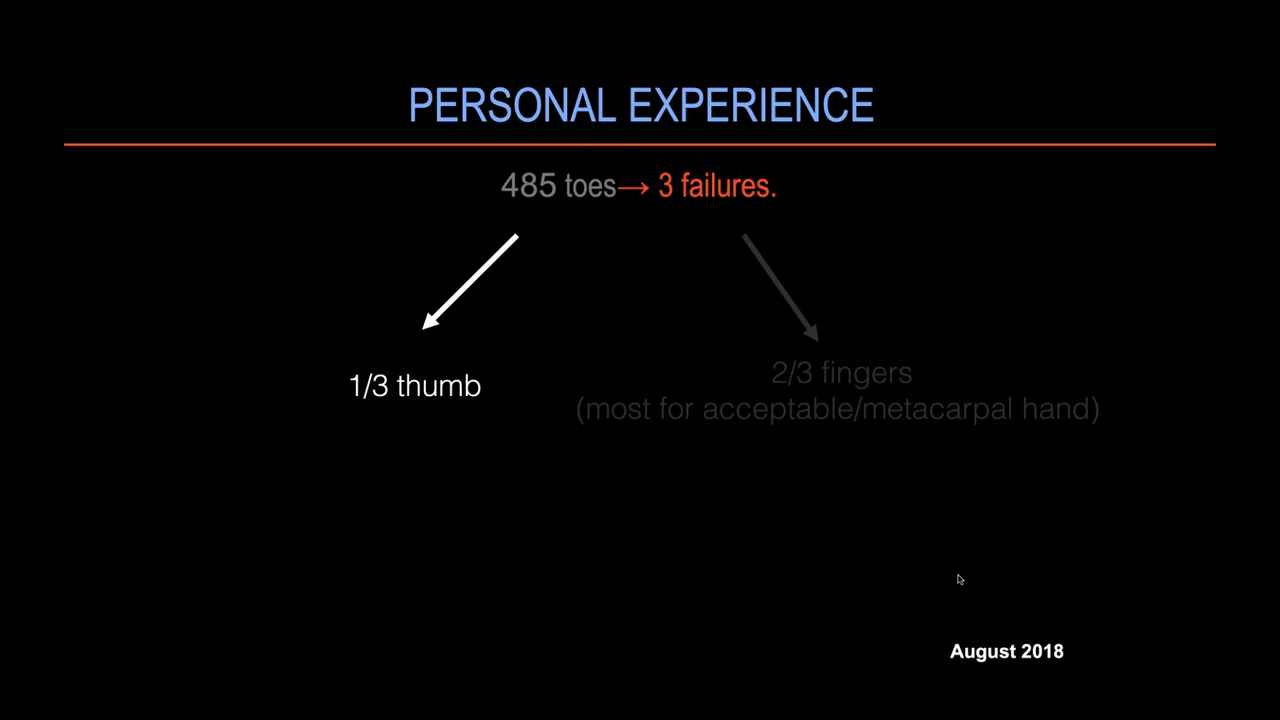 PERSONAL EXPERIENCE
485 toes→ 3 failures.
1/3 thumb
2/3 fingers
(most for acceptable/metacarpal hand)
August 2018